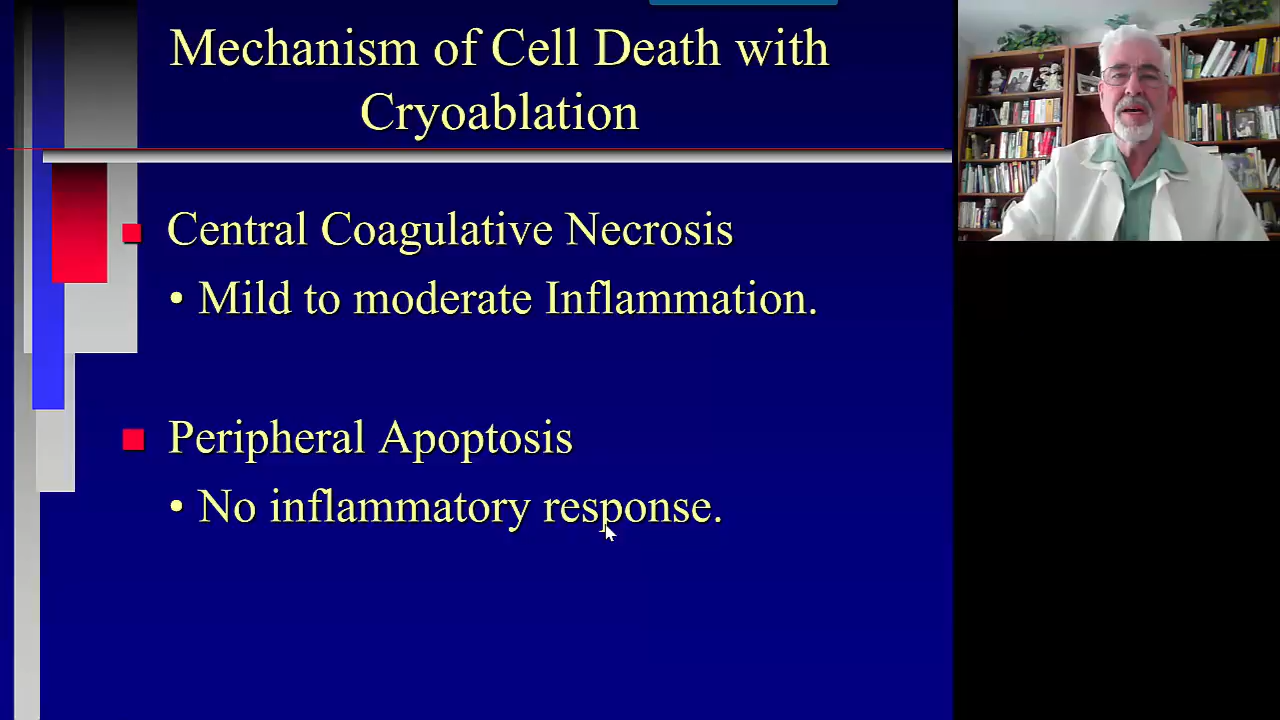 Mechanism of Cell Death with
Cryoablation
Central Coagulative Necrosis
• Mild to moderate Inflammation.
Peripheral Apoptosis
• No inflammatory response.